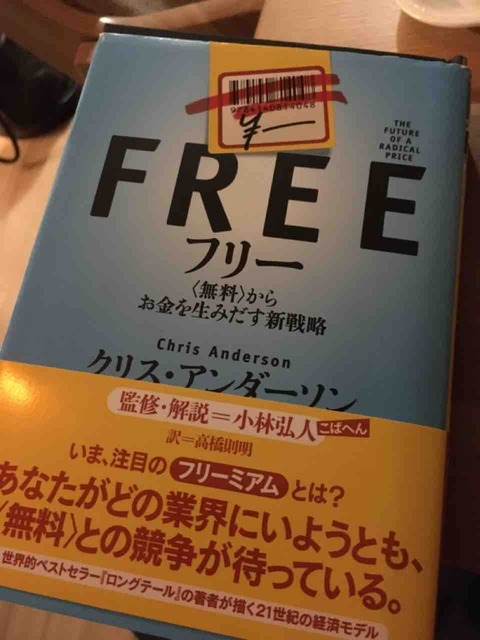 9784140814048
¥―
THE
FUTURE
OF A
RADICAL
PRICE
FREE
フリー
〈無料〉から
お金を生みだす新戦略
Chris Anderson
クリス・アンダーソン
監修・解説=小林弘人こばへん
訳=高橋則明
いま、注目のフリーミアムとは?
あなたがどの業界にいようとも、
〈無料〉との競争が待っている。
世界的ベストセラー『ロングテール』の著者が描く21世紀の経済モデル